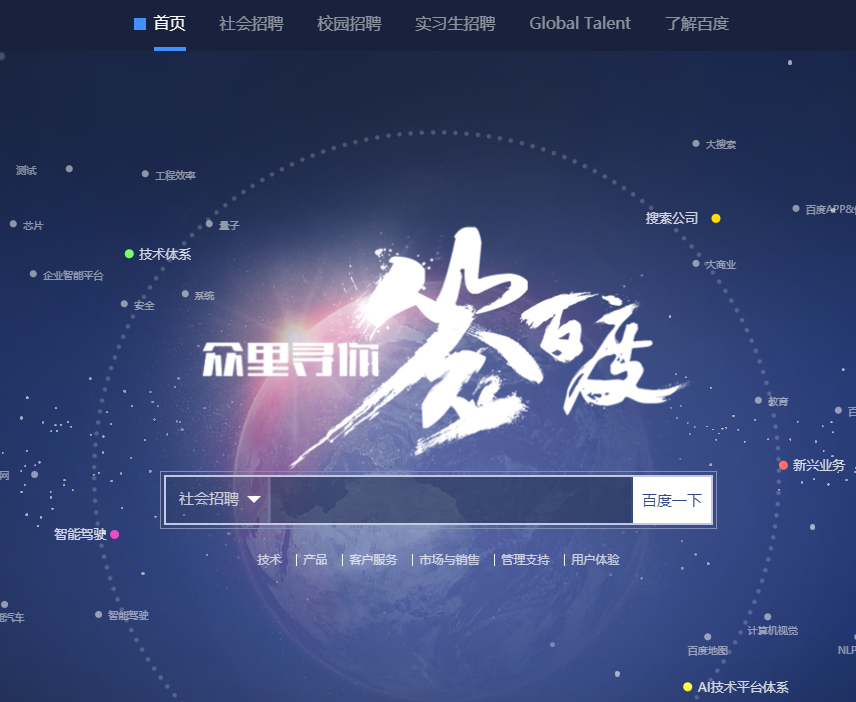 首页 社会招聘 校园招聘 实习生招聘 Global Talent 了解百度
大搜索
测试
工程效率
百度APP&
搜索公司
芯片
量子
技术体系
大商业
企业智能平台
系统
安全
众里寻你
签百度
教育
新兴业务
网
社会招聘
百度一下
智能驾驶
技术 | 产品 | 客户服务 | 市场与销售 | 管理支持 | 用户体验
能汽车
智能驾驶
计算机视觉
百度地图
NLP
AI技术平台体系